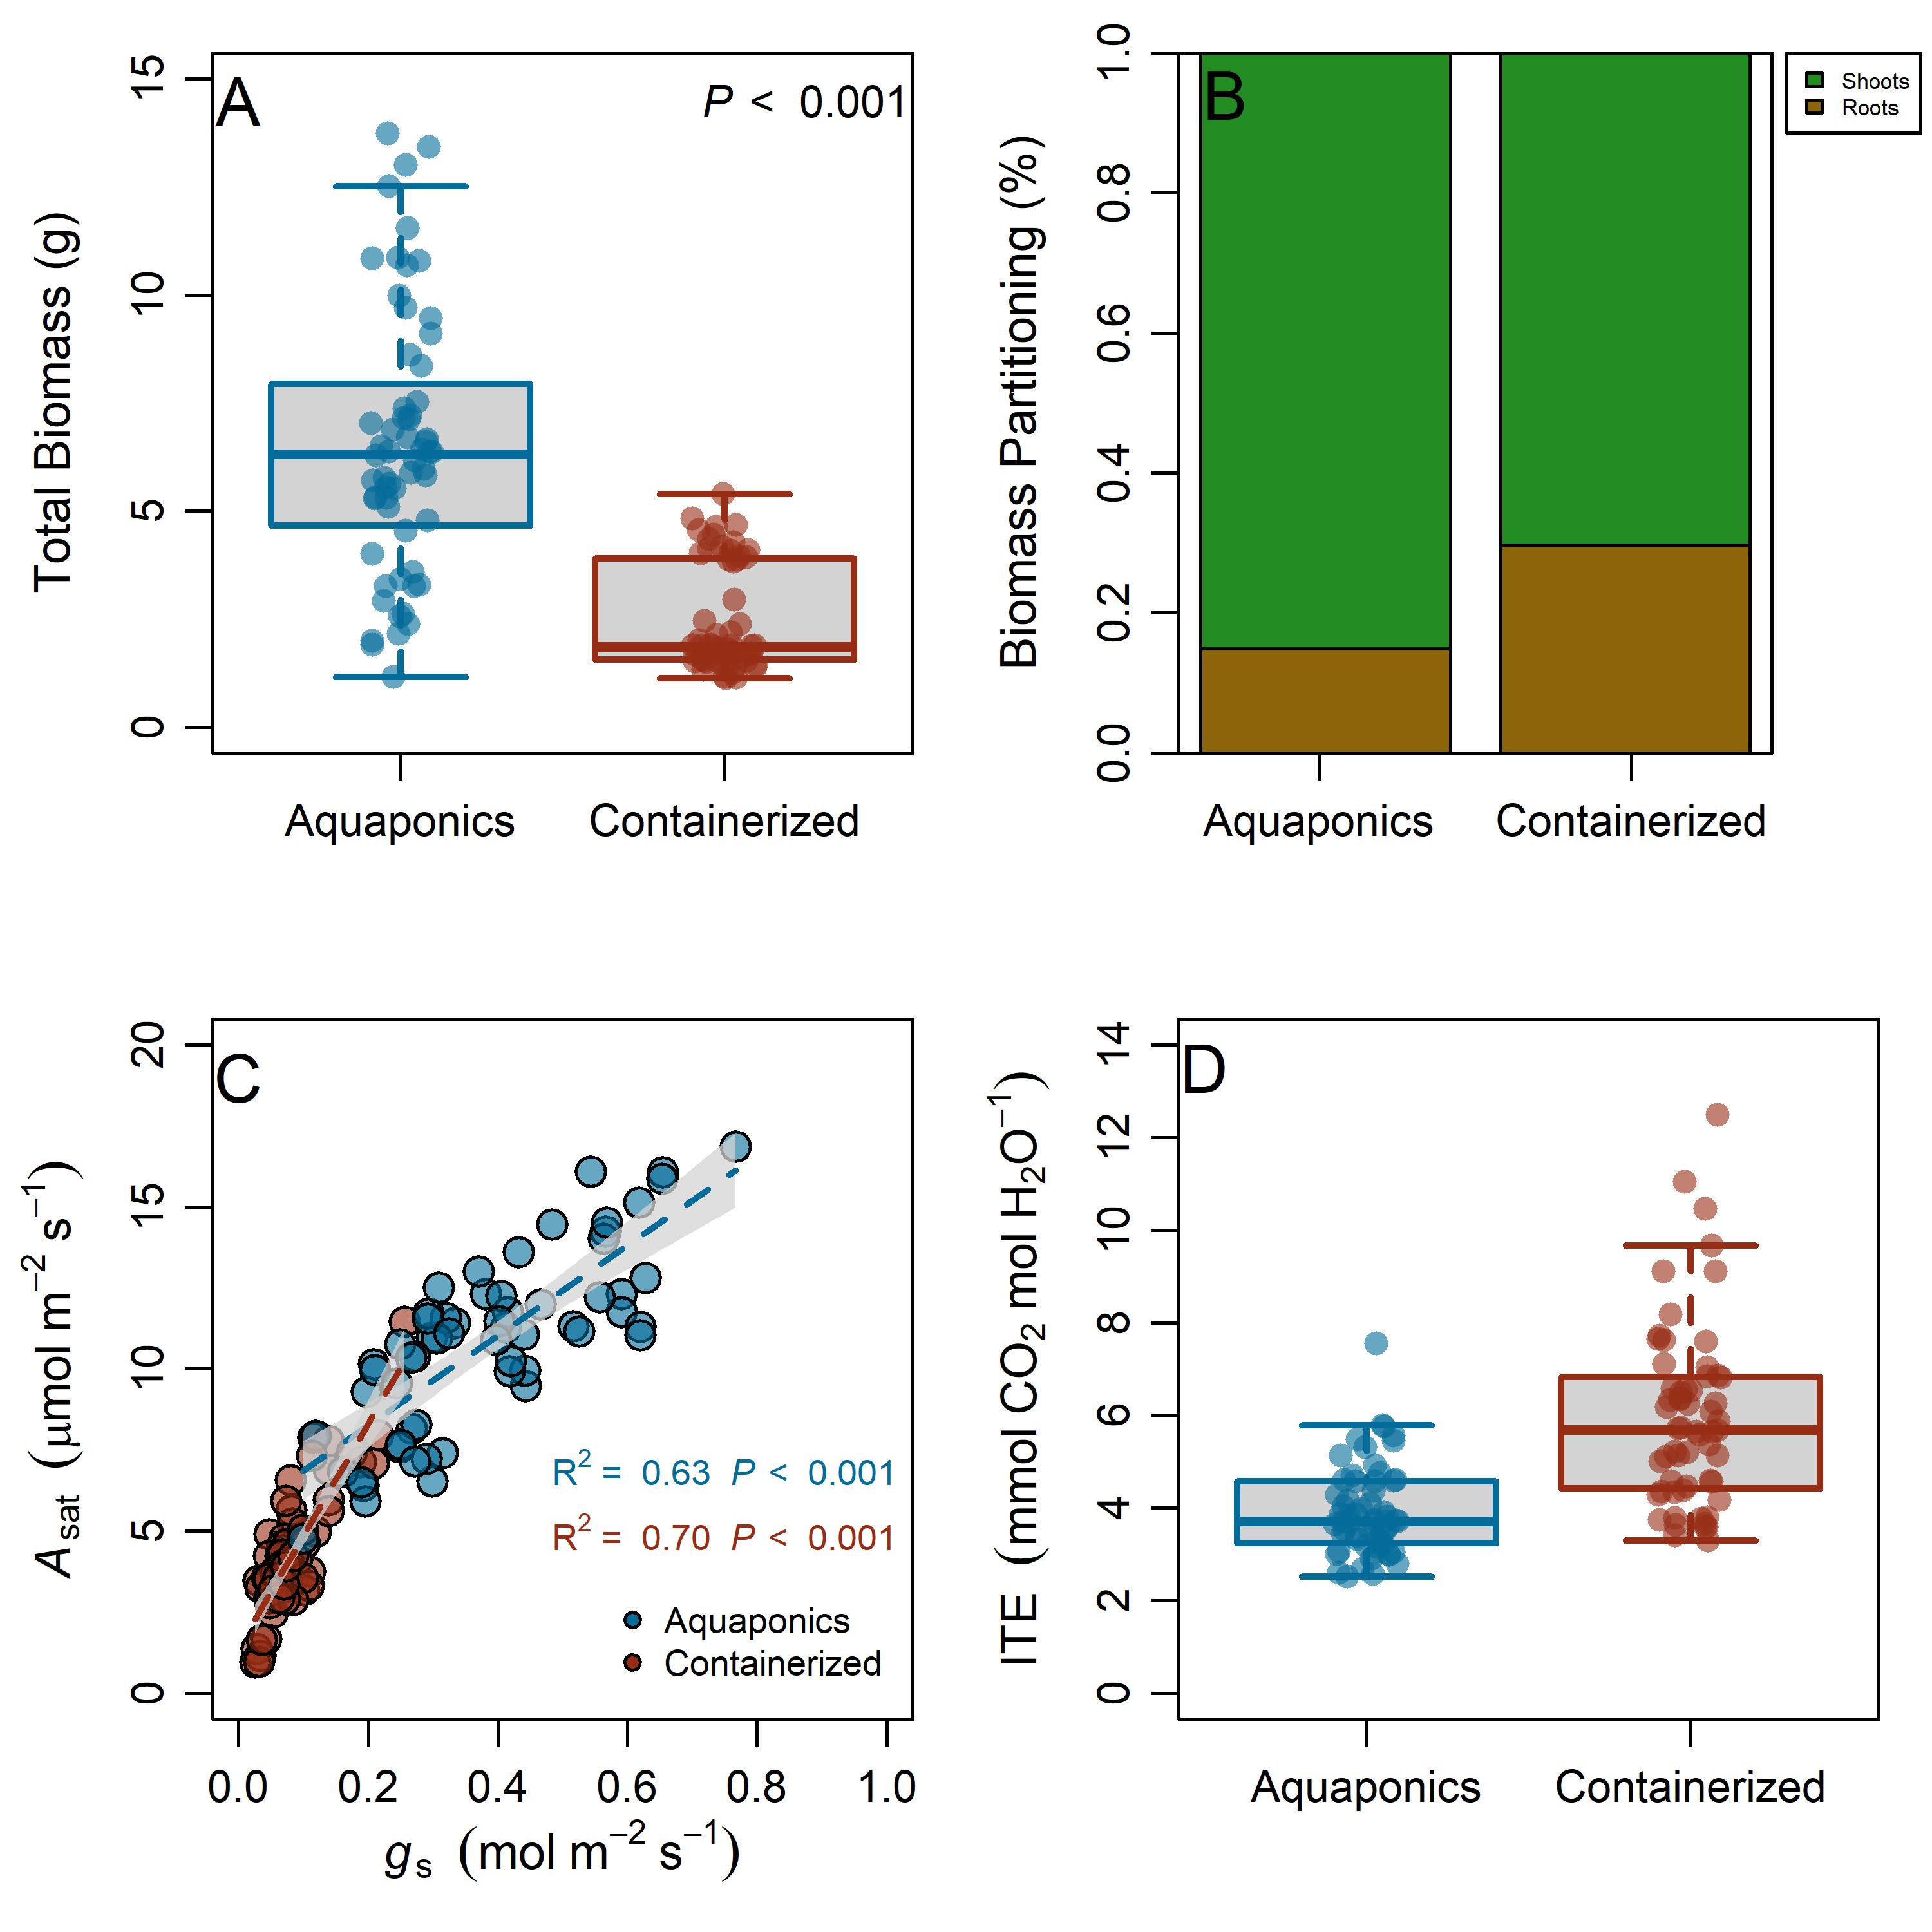 A
P < 0.001
Total Biomass (g)
15
10
5
0
Aquaponics
Containerized
B
Shoots
Roots
Biomass Partitioning (%)
1.0
0.8
0.6
0.4
0.2
0.0
Aquaponics
Containerized
C
A sat (μmol m⁻² s⁻¹)
20
15
10
5
0
R² = 0.63 P < 0.001
R² = 0.70 P < 0.001
Aquaponics
Containerized
0.0 0.2 0.4 0.6 0.8 1.0
g s (mol m⁻² s⁻¹)
D
ITE (mmol CO₂ mol H₂O⁻¹)
14
12
10
8
6
4
2
0
Aquaponics
Containerized